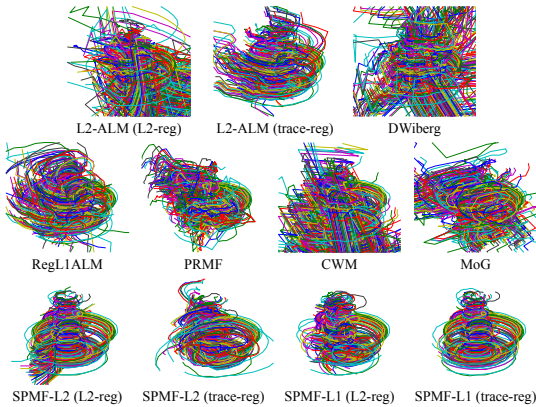 L2-ALM (L2-reg) L2-ALM (trace-reg) DWiberg
RegL1ALM PRMF CWM MoG
SPMF-L2 (L2-reg) SPMF-L2 (trace-reg) SPMF-L1 (L2-reg) SPMF-L1 (trace-reg)